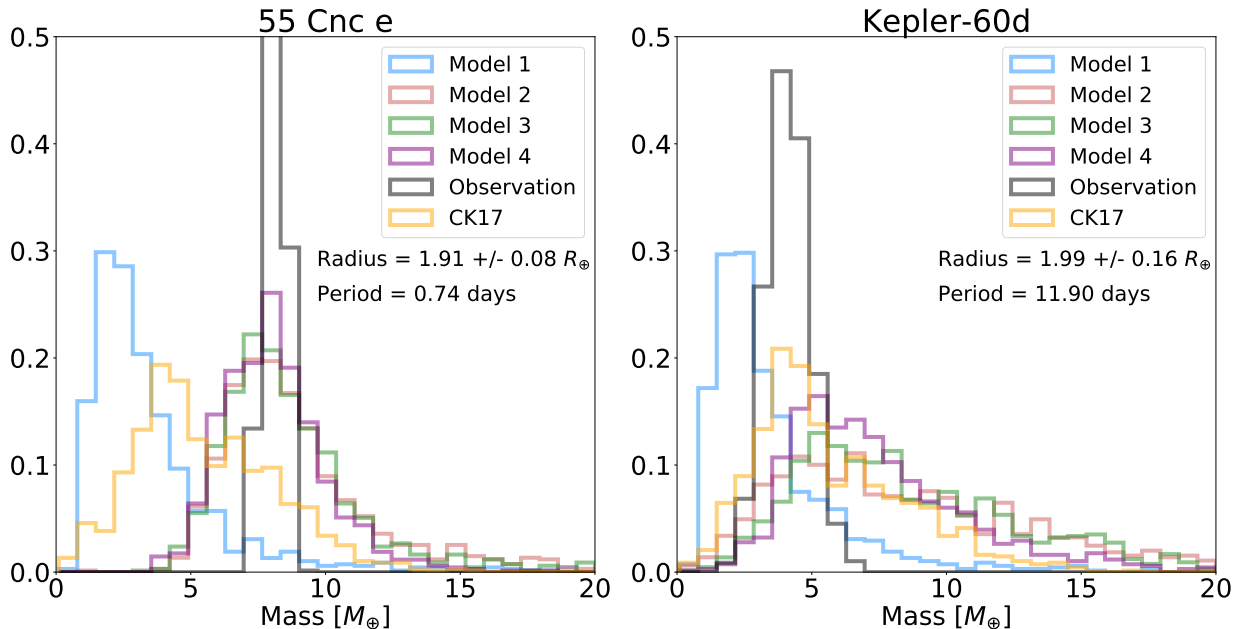 55 Cnc e
0.5
0.4
0.3
0.2
0.1
0.0
0
5
10
15
20
Mass [M⊕]
Model 1
Model 2
Model 3
Model 4
Observation
CK17
Radius = 1.91 +/- 0.08 R⊕
Period = 0.74 days
Kepler-60d
0.5
0.4
0.3
0.2
0.1
0.0
0
5
10
15
20
Mass [M⊕]
Model 1
Model 2
Model 3
Model 4
Observation
CK17
Radius = 1.99 +/- 0.16 R⊕
Period = 11.90 days